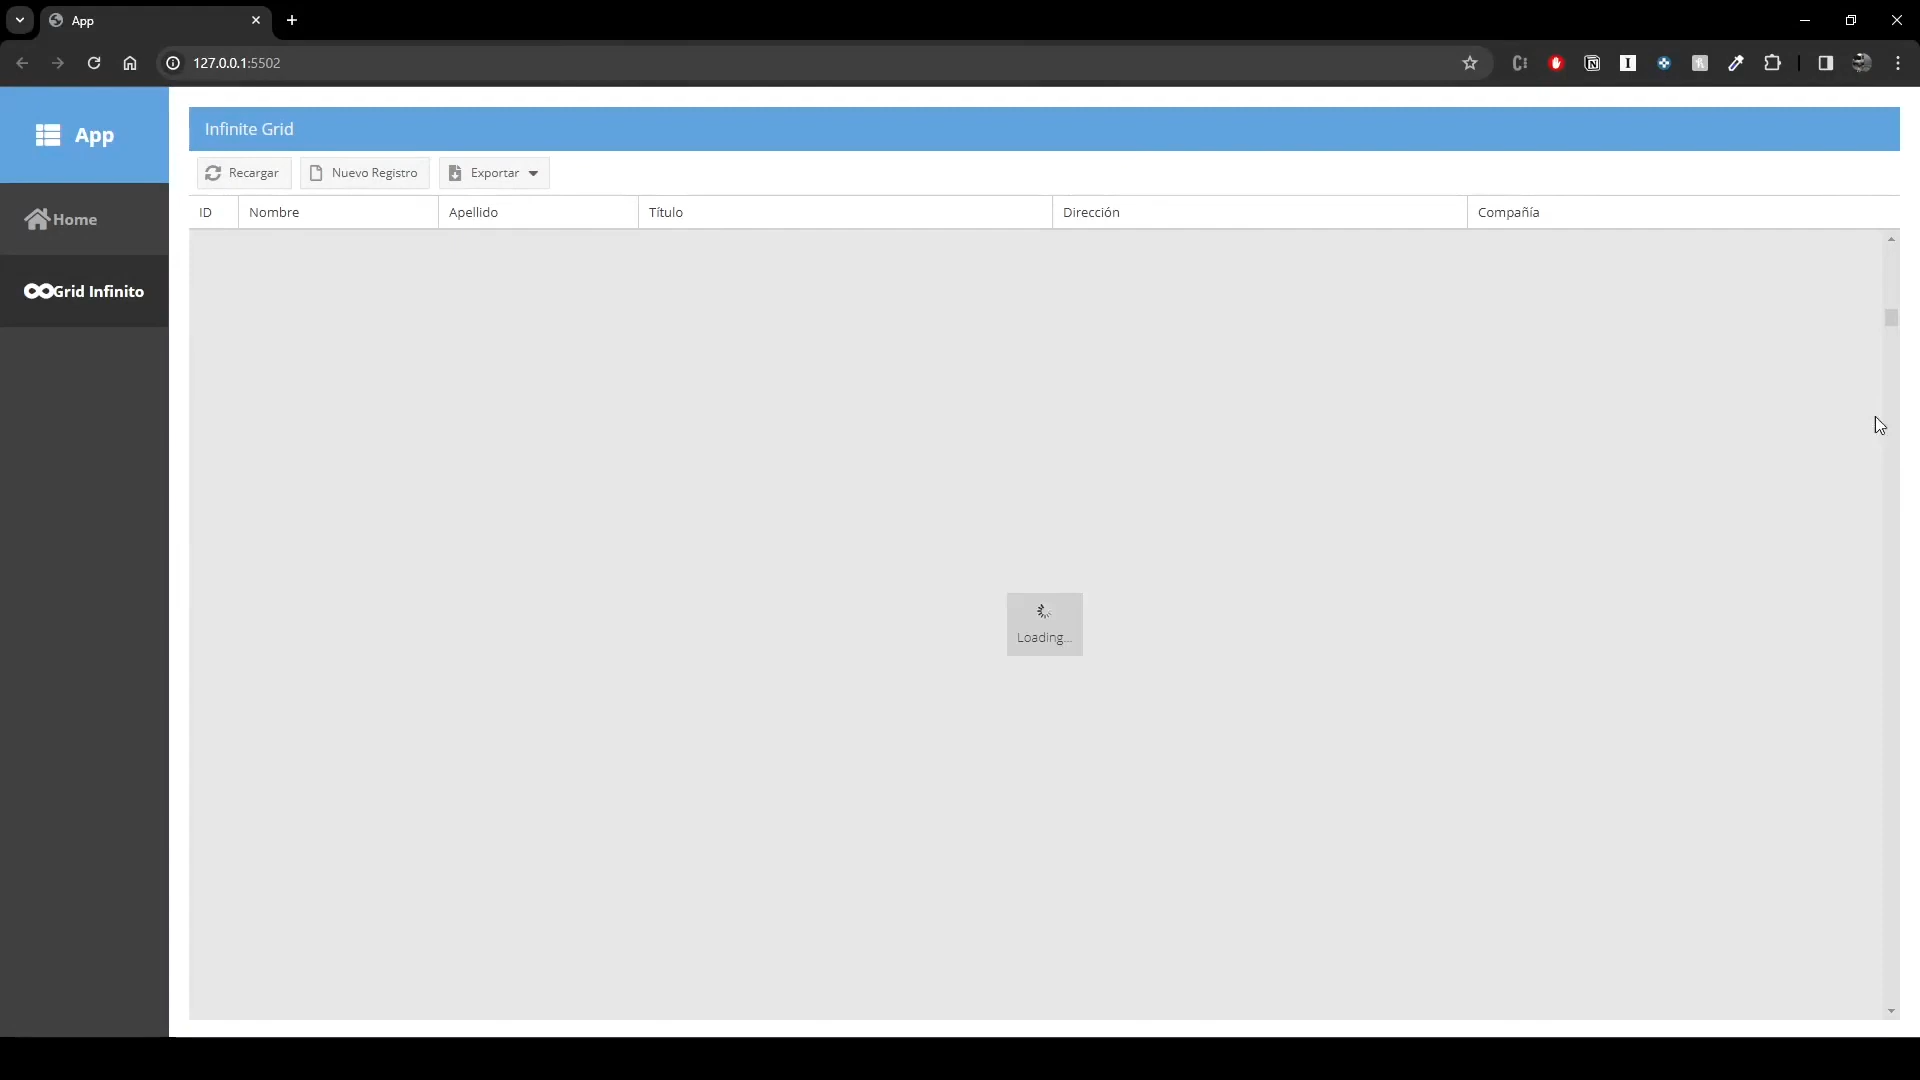 App
127.0.0.1:5502
App
Infinite Grid
Recargar Nuevo Registro Exportar
ID Nombre Apellido Título Dirección Compañía
Home
Grid Infinito
Loading...